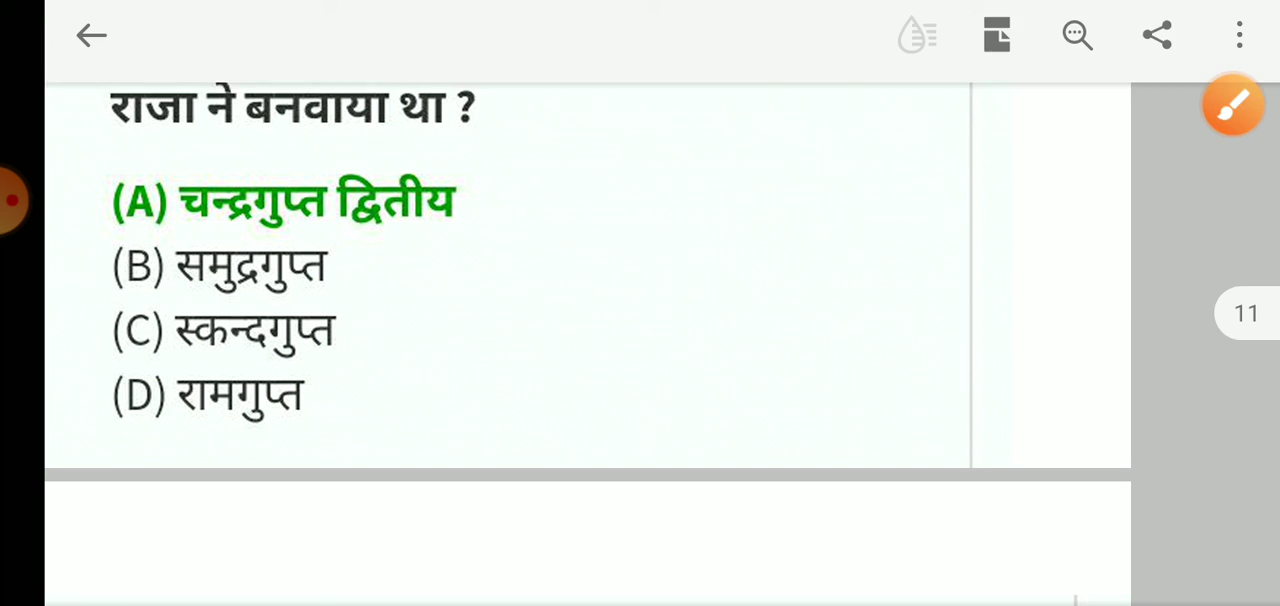 राजा ने बनवाया था ?
(A) चन्द्रगुप्त द्वितीय
(B) समुद्रगुप्त
(C) स्कन्दगुप्त
(D) रामगुप्त
11